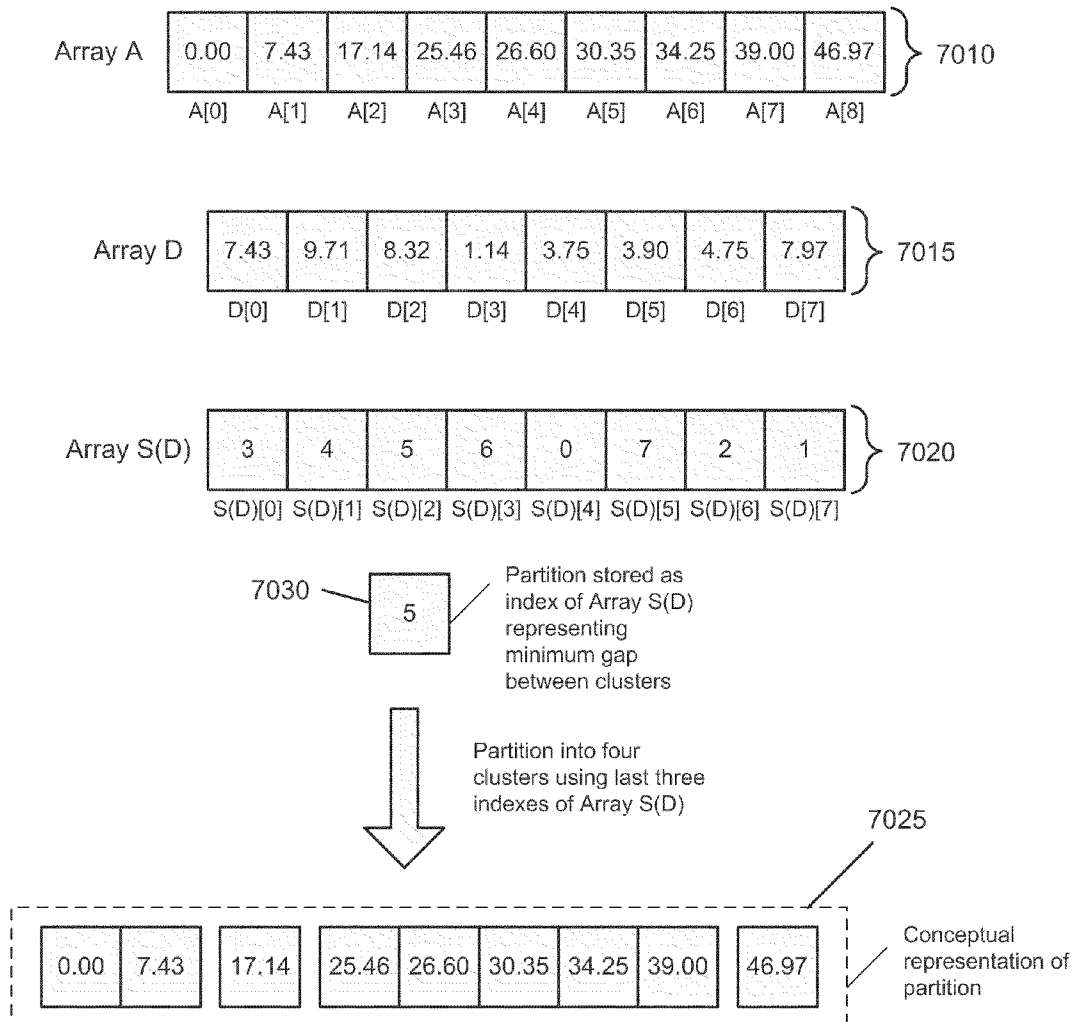 Array A 0.00 7.43 17.14 25.46 26.60 30.35 34.25 39.00 46.97 7010
A[0] A[1] A[2] A[3] A[4] A[5] A[6] A[7] A[8]
Array D 7.43 9.71 8.32 1.14 3.75 3.90 4.75 7.97 7015
D[0] D[1] D[2] D[3] D[4] D[5] D[6] D[7]
Array S(D) 3 4 5 6 0 7 2 1 7020
S(D)[0] S(D)[1] S(D)[2] S(D)[3] S(D)[4] S(D)[5] S(D)[6] S(D)[7]
7030
5
Partition stored as
index of Array S(D)
representing
minimum gap
between clusters
Partition into four
clusters using last three
indexes of Array S(D)
7025
0.00 7.43 17.14 25.46 26.60 30.35 34.25 39.00 46.97
Conceptual
representation of
partition